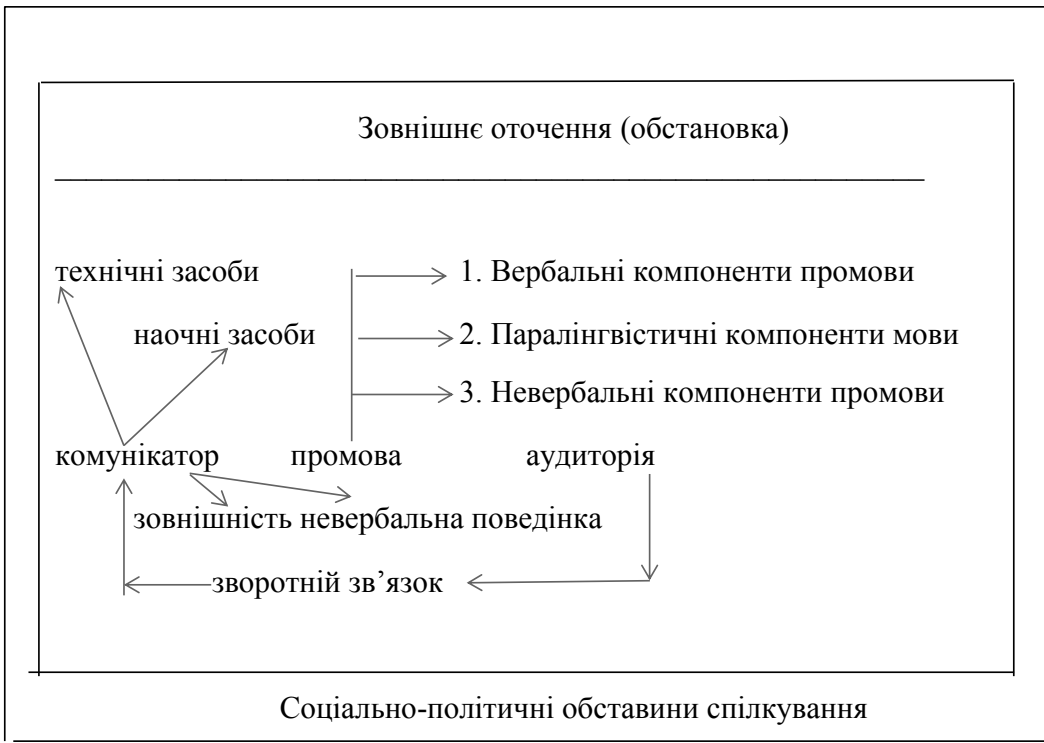 Зовнішнє оточення (обстановка)
технічні засоби
1. Вербальні компоненти промови
наочні засоби
2. Паралінгвістичні компоненти мови
3. Невербальні компоненти промови
комунікатор промова аудиторія
зовнішність невербальна поведінка
зворотній зв’язок
Соціально-політичні обставини спілкування